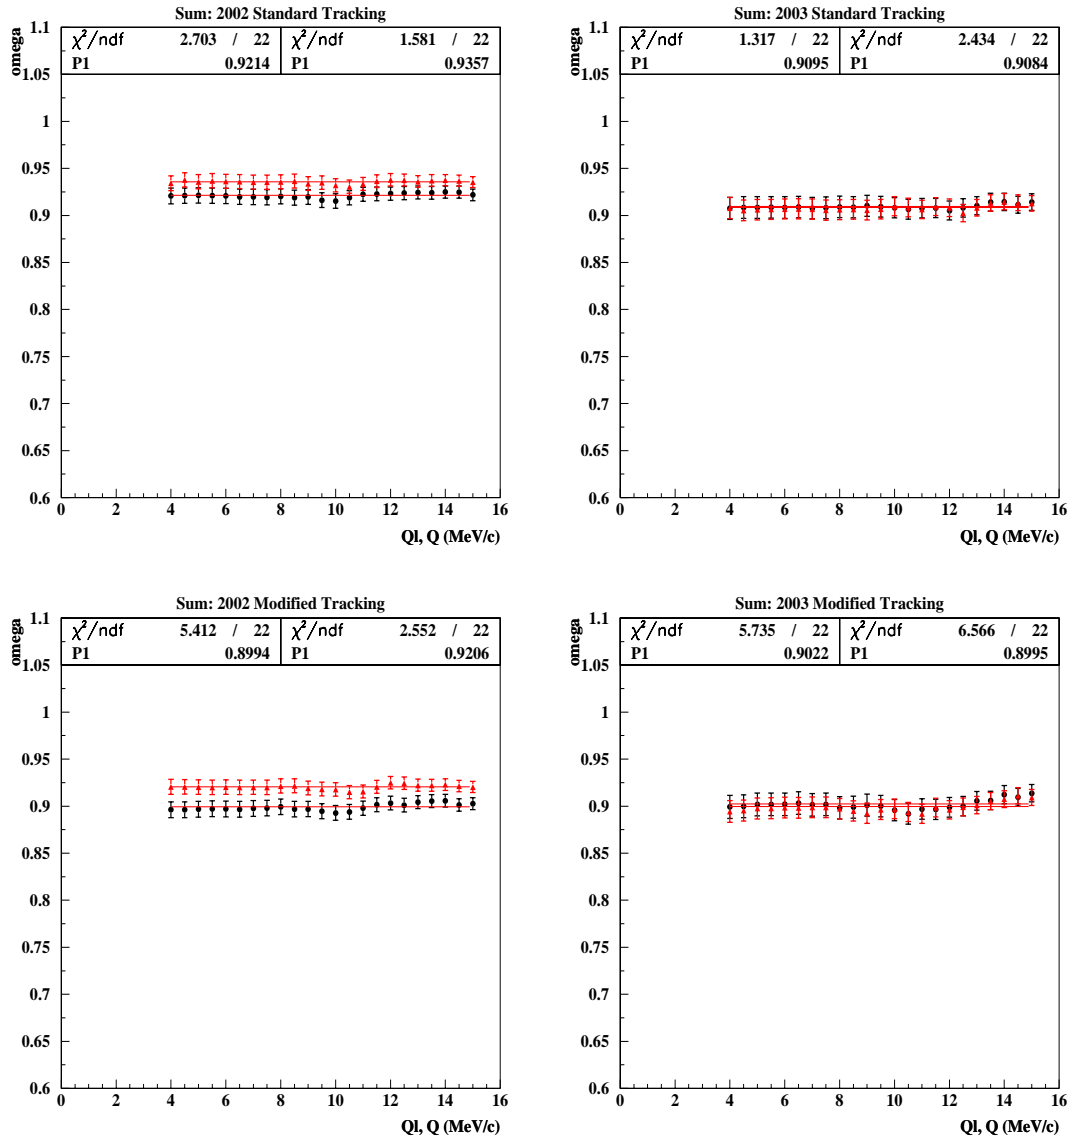 Sum: 2002 Standard Tracking
omega
χ²/ndf 2.703 / 22 χ²/ndf 1.581 / 22
P1 0.9214 P1 0.9357
1.1
1.05
1
0.95
0.9
0.85
0.8
0.75
0.7
0.65
0.6
0 2 4 6 8 10 12 14 16
Ql, Q (MeV/c)
Sum: 2003 Standard Tracking
omega
χ²/ndf 1.317 / 22 χ²/ndf 2.434 / 22
P1 0.9095 P1 0.9084
1.1
1.05
1
0.95
0.9
0.85
0.8
0.75
0.7
0.65
0.6
0 2 4 6 8 10 12 14 16
Ql, Q (MeV/c)
Sum: 2002 Modified Tracking
omega
χ²/ndf 5.412 / 22 χ²/ndf 2.552 / 22
P1 0.8994 P1 0.9206
1.1
1.05
1
0.95
0.9
0.85
0.8
0.75
0.7
0.65
0.6
0 2 4 6 8 10 12 14 16
Ql, Q (MeV/c)
Sum: 2003 Modified Tracking
omega
χ²/ndf 5.735 / 22 χ²/ndf 6.566 / 22
P1 0.9022 P1 0.8995
1.1
1.05
1
0.95
0.9
0.85
0.8
0.75
0.7
0.65
0.6
0 2 4 6 8 10 12 14 16
Ql, Q (MeV/c)